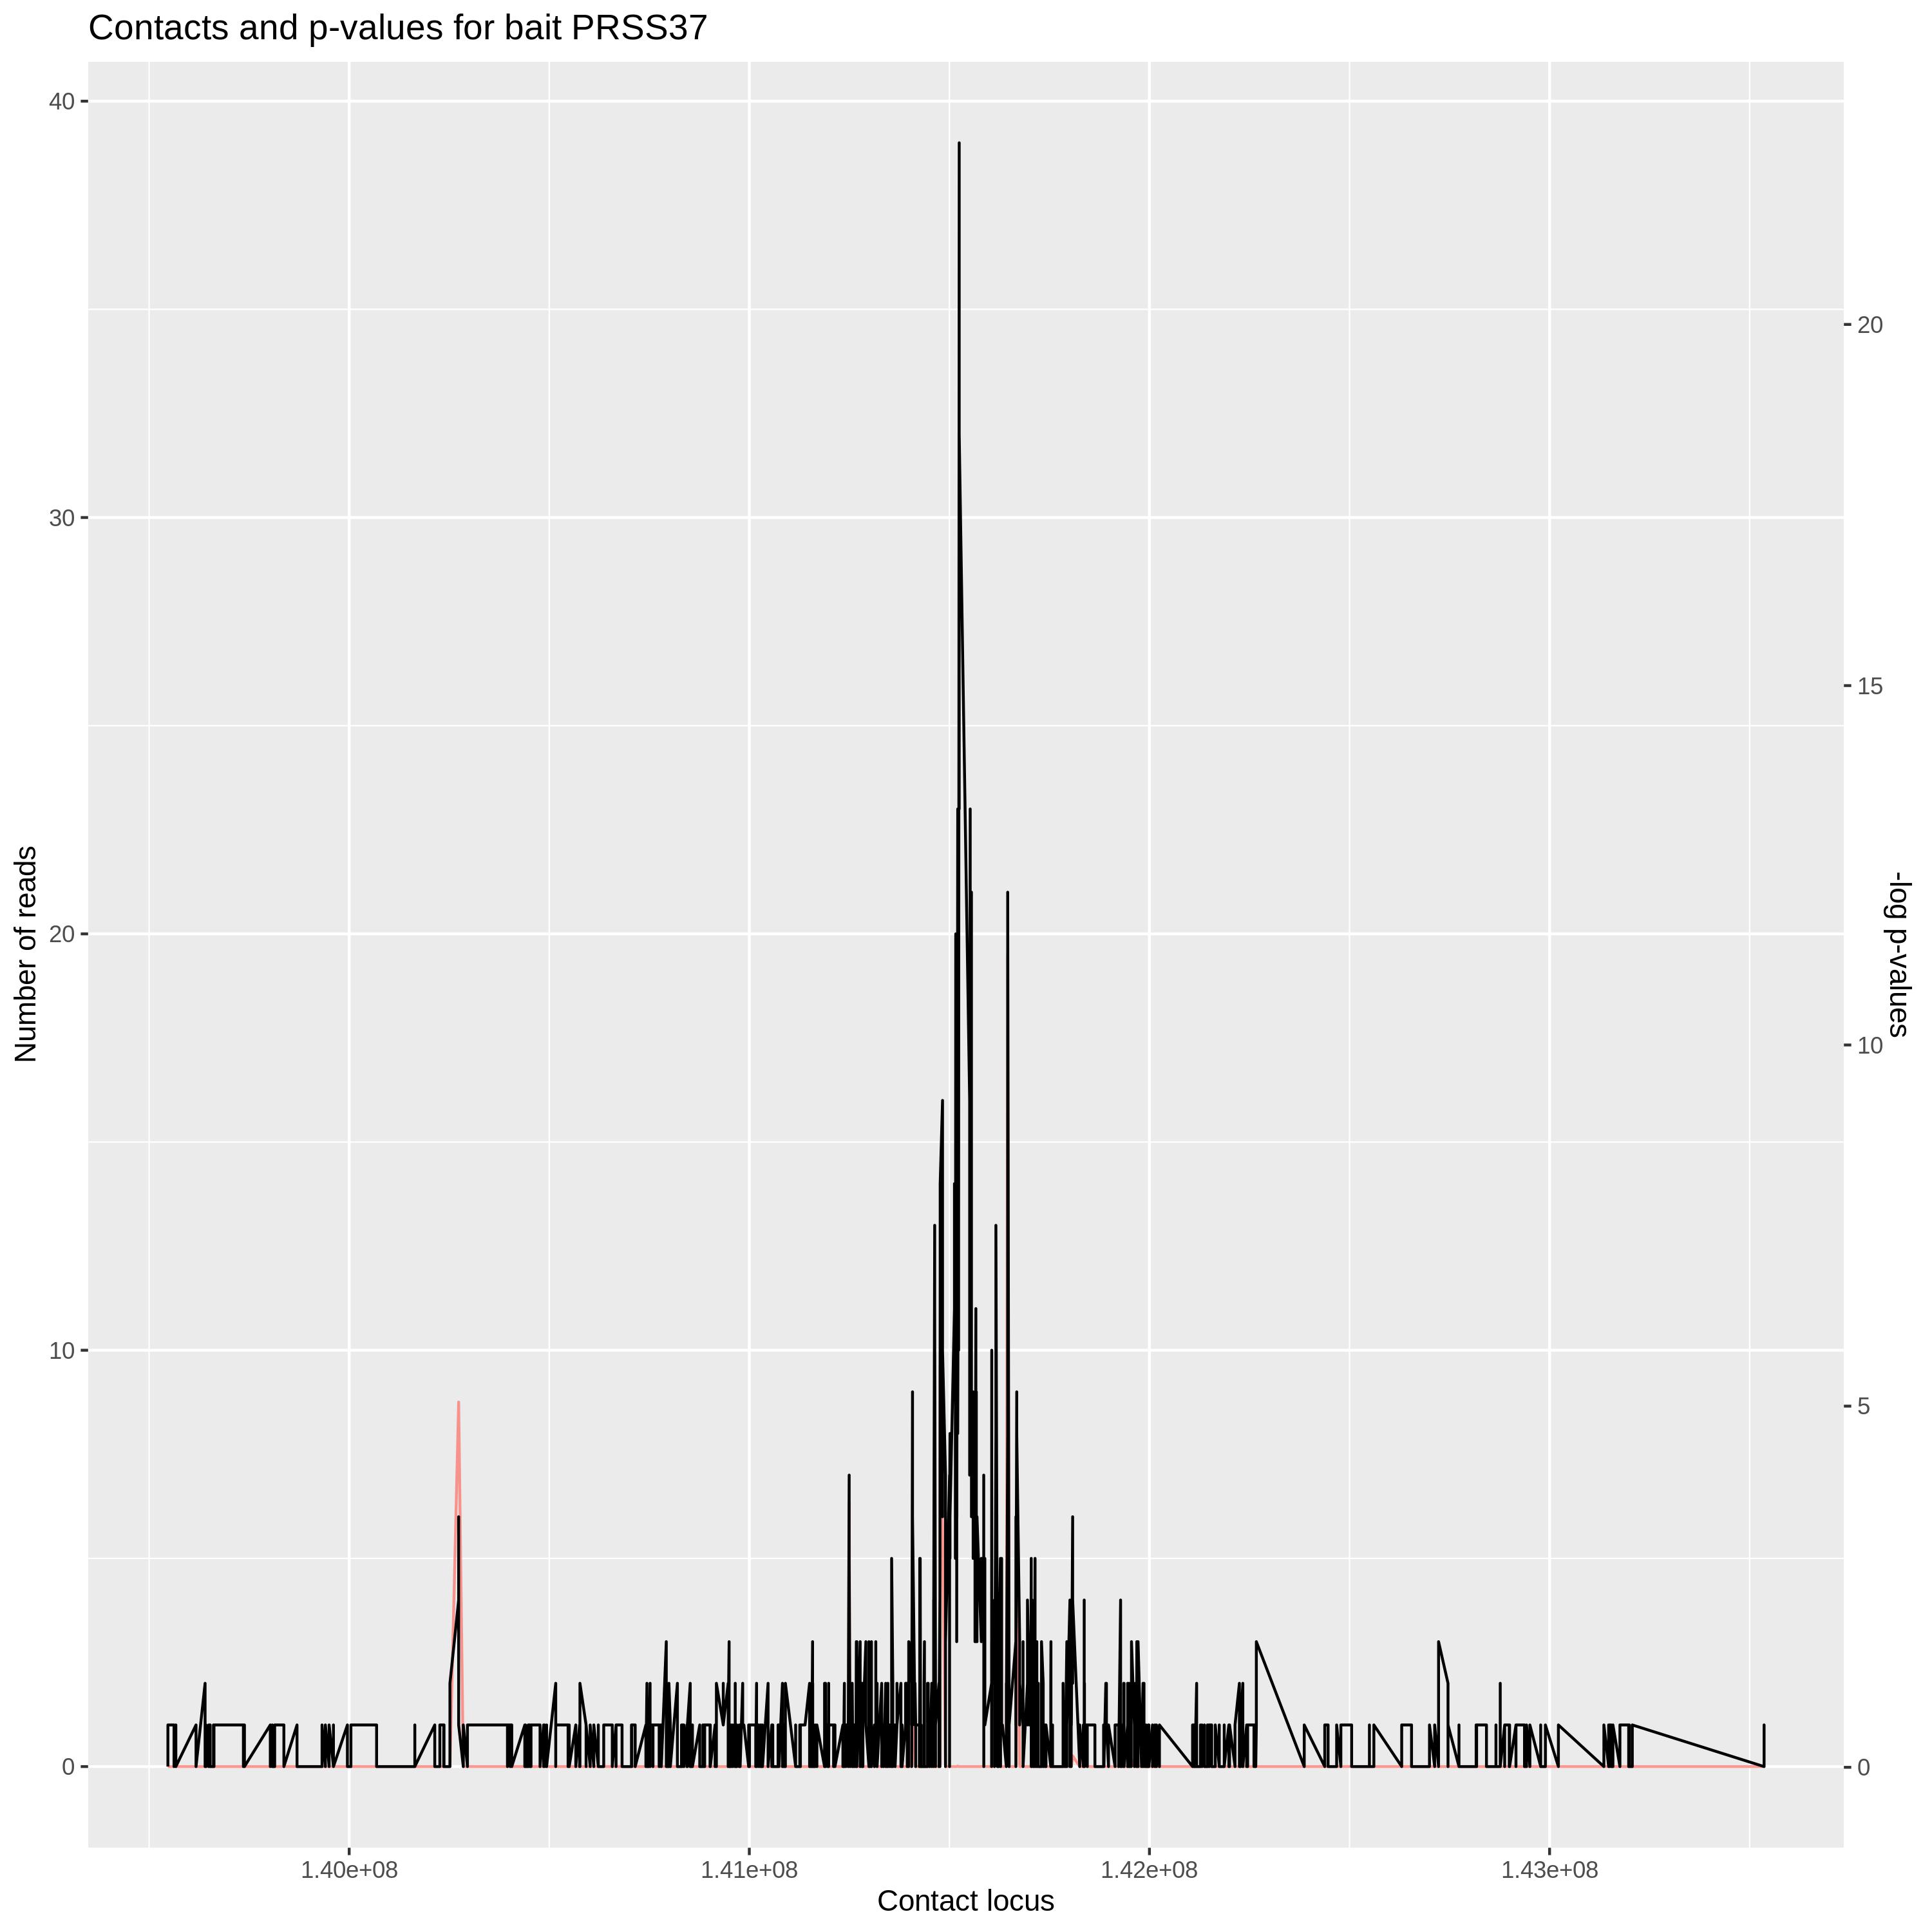 Contacts and p-values for bait PRSS37
40
30
20
10
0
Number of reads
20
15
10
5
0
-log p-values
1.40e+08
1.41e+08
1.42e+08
1.43e+08
Contact locus